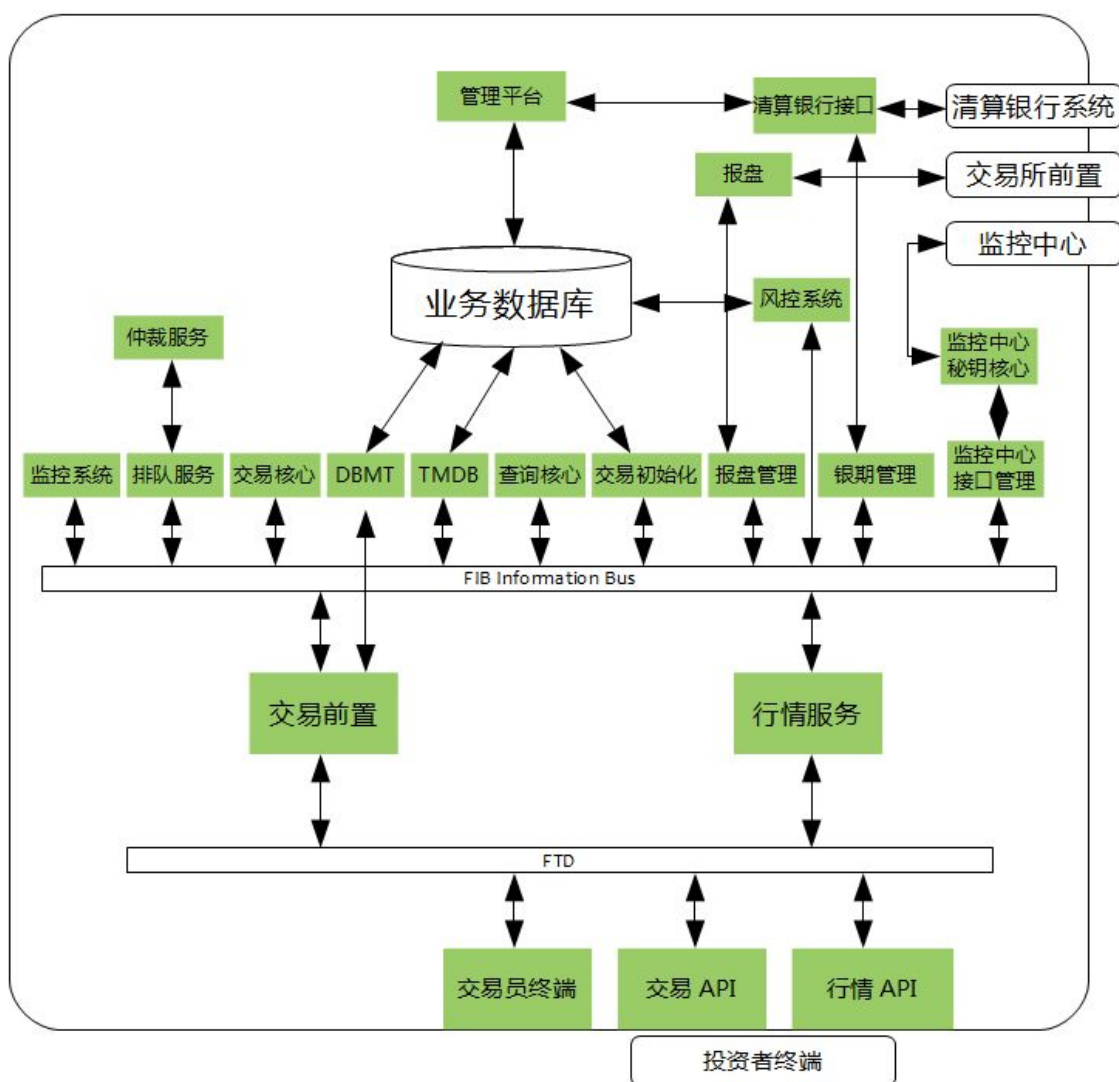 管理平台
清算银行接口
清算银行系统
报盘
交易所前置
监控中心
业务数据库
风控系统
仲裁服务
监控中心
秘钥核心
监控系统
排队服务
交易核心
DBMT
TMDB
查询核心
交易初始化
报盘管理
银期管理
监控中心
接口管理
FIB Information Bus
交易前置
行情服务
FTD
交易员终端
交易 API
行情 API
投资者终端